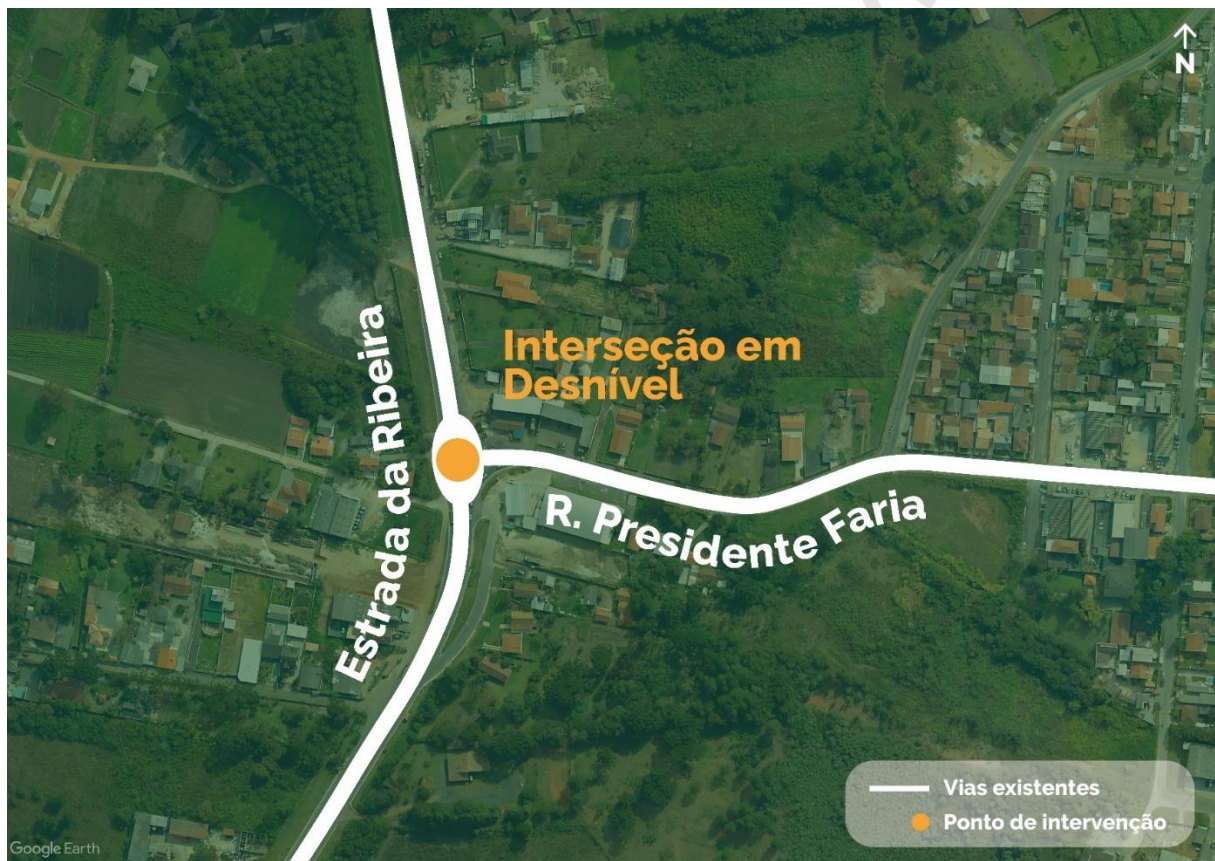 N
Interseção em
Desnível
Estrada da Ribeira
R. Presidente Faria
Vias existentes
Ponto de intervenção
Google Earth